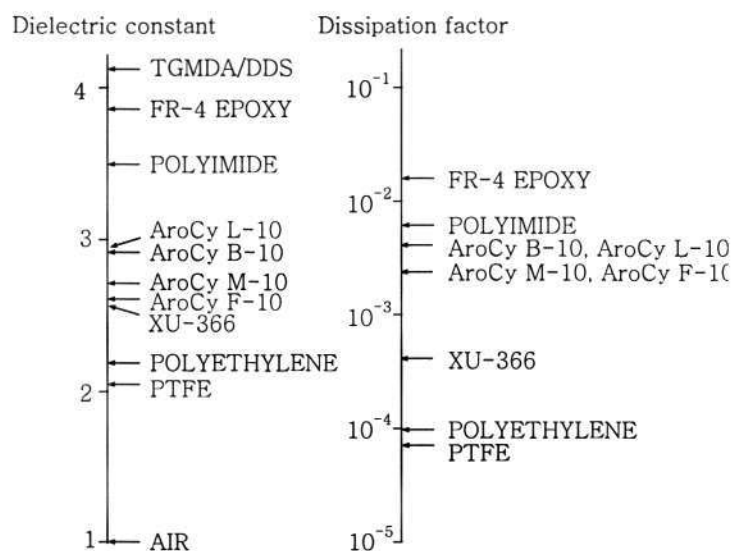 Dielectric constant
4
3
2
1
TGMDA/DDS
FR-4 EPOXY
POLYIMIDE
AroCy L-10
AroCy B-10
AroCy M-10
AroCy F-10
XU-366
POLYETHYLENE
PTFE
AIR
Dissipation factor
10⁻¹
10⁻²
10⁻³
10⁻⁴
10⁻⁵
FR-4 EPOXY
POLYIMIDE
AroCy B-10, AroCy L-10
AroCy M-10, AroCy F-10
XU-366
POLYETHYLENE
PTFE